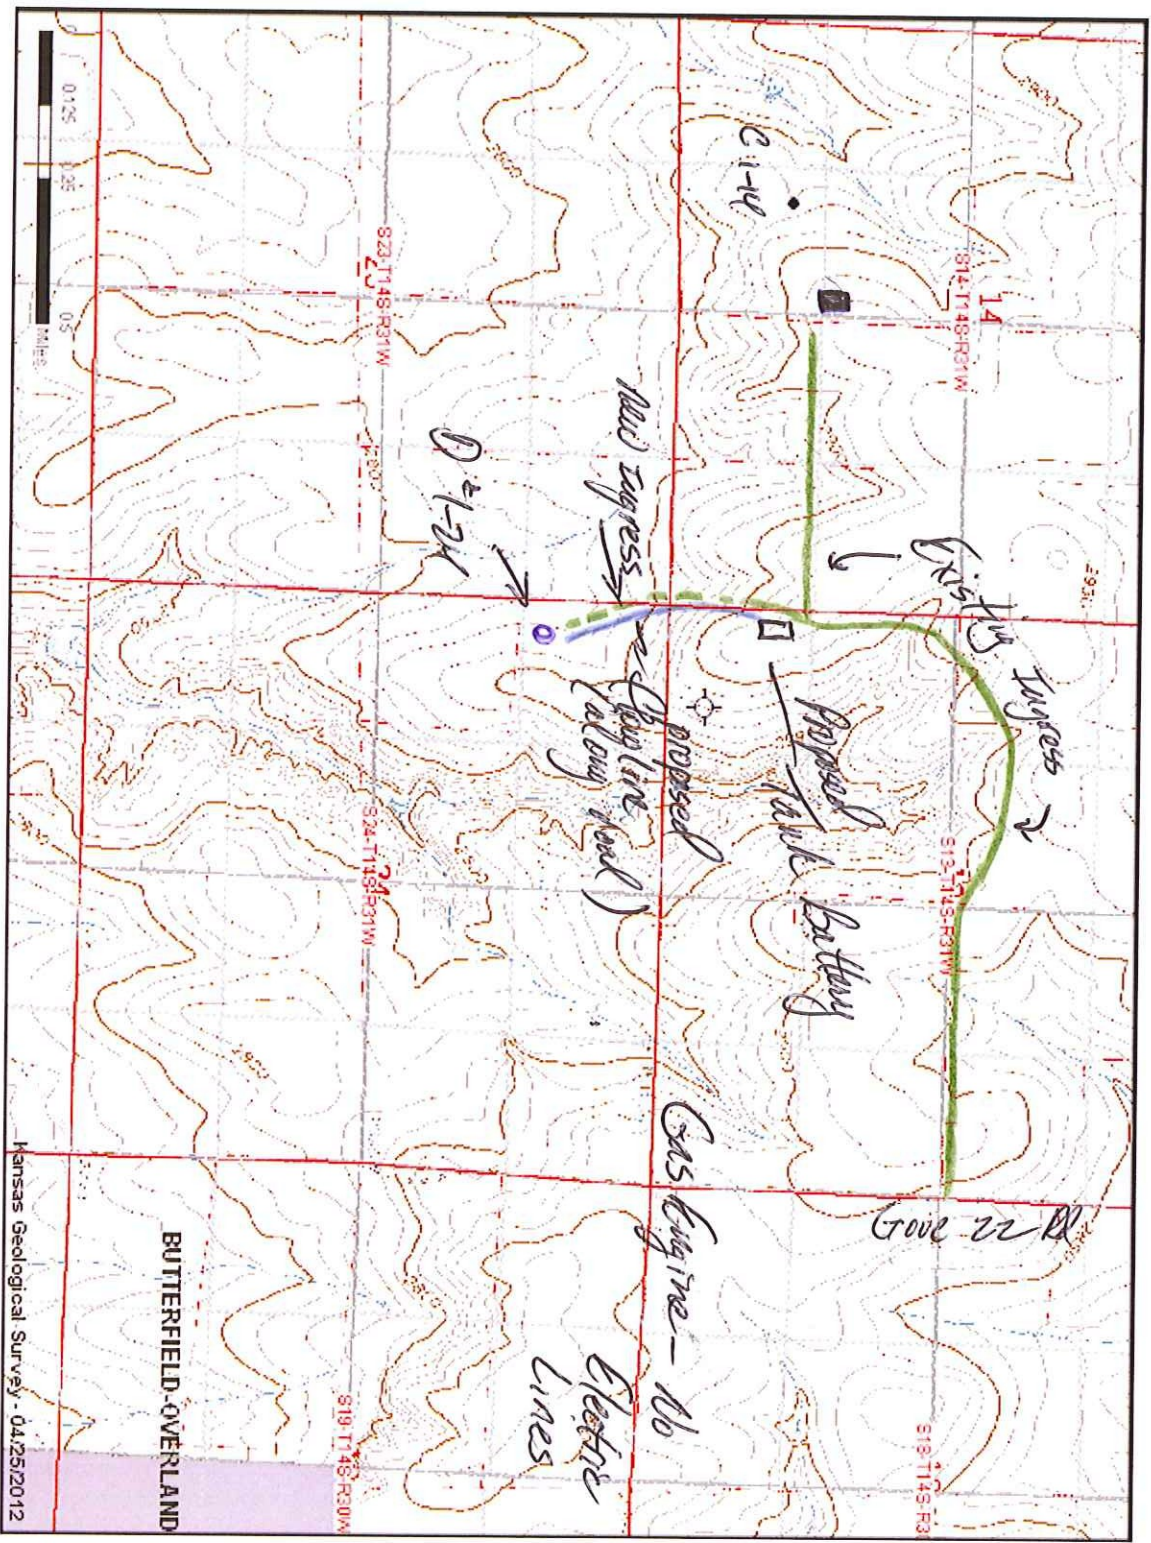 C 1-14
14
S14-T14S-R31W
Existing Ingress
S13-T14S-R31W
Gove 22 Rd
Proposed
Tank Battery
New Ingress
proposed
(Pipeline
(along road)
D #1-24
Gas Engine - No
Electric
Lines
S23-T14S-R31W
S24-T14S-R31W
24
S19-T14S-R30W
BUTTERFIELD-OVERLAND
0
0.125
0.25
0.5
Miles
Kansas Geological Survey - 04/25/2012